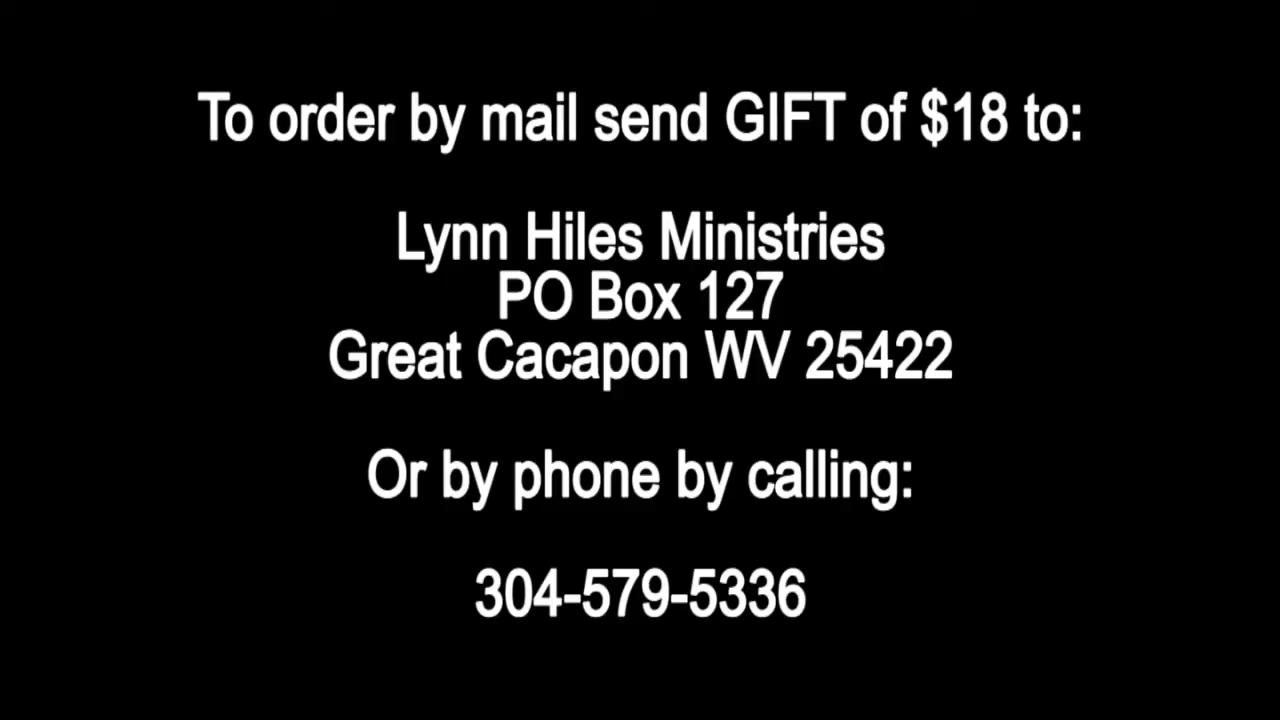 To order by mail send GIFT of $18 to:
Lynn Hiles Ministries
PO Box 127
Great Cacapon WV 25422
Or by phone by calling:
304-579-5336